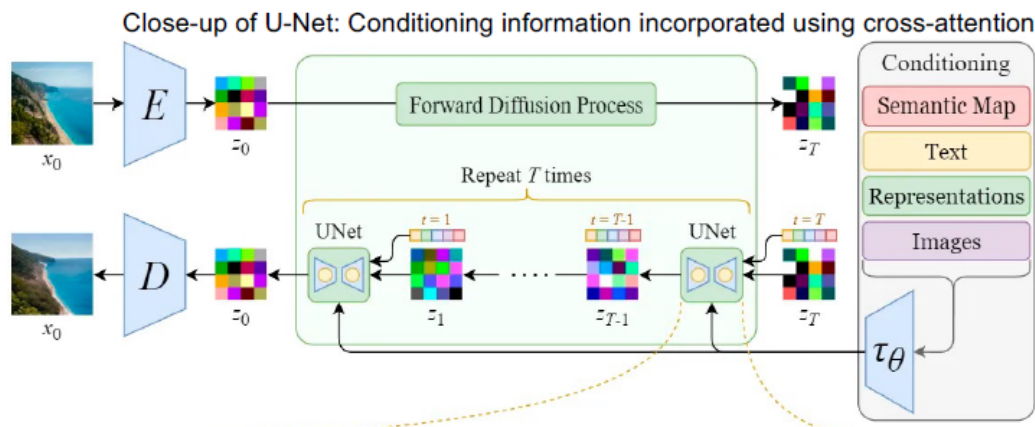 Close-up of U-Net: Conditioning information incorporated using cross-attention
Conditioning
Semantic Map
Text
Representations
Images
τθ
E
Forward Diffusion Process
x0
z0
zT
Repeat T times
UNet
t = 1
t = T-1
UNet
t = T
D
x0
z0
z1
....
zT-1
zT